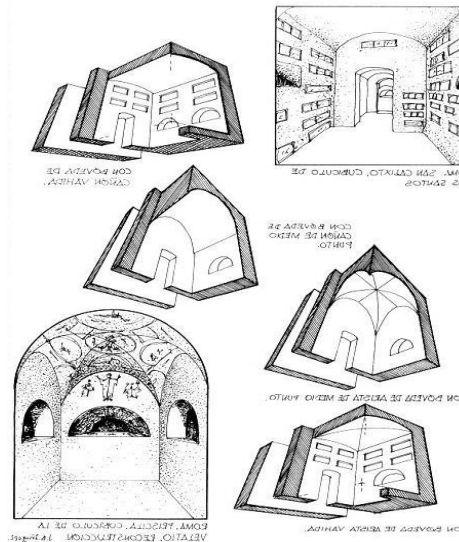 SAN CALIXTO, CUBICULO DE
SANTOS
CON BOVEDA DE
CAÑON VAHIDA.
CON BOVEDA DE
CAÑON DE MEDIO
PUNTO.
BOVEDA DE ARISTA DE MEDIO PUNTO.
ROMA. PRISCILA, CUBICULO DE LA
VELATIO, RECONSTRUCCION
BOVEDA DE ARISTA VAHIDA.